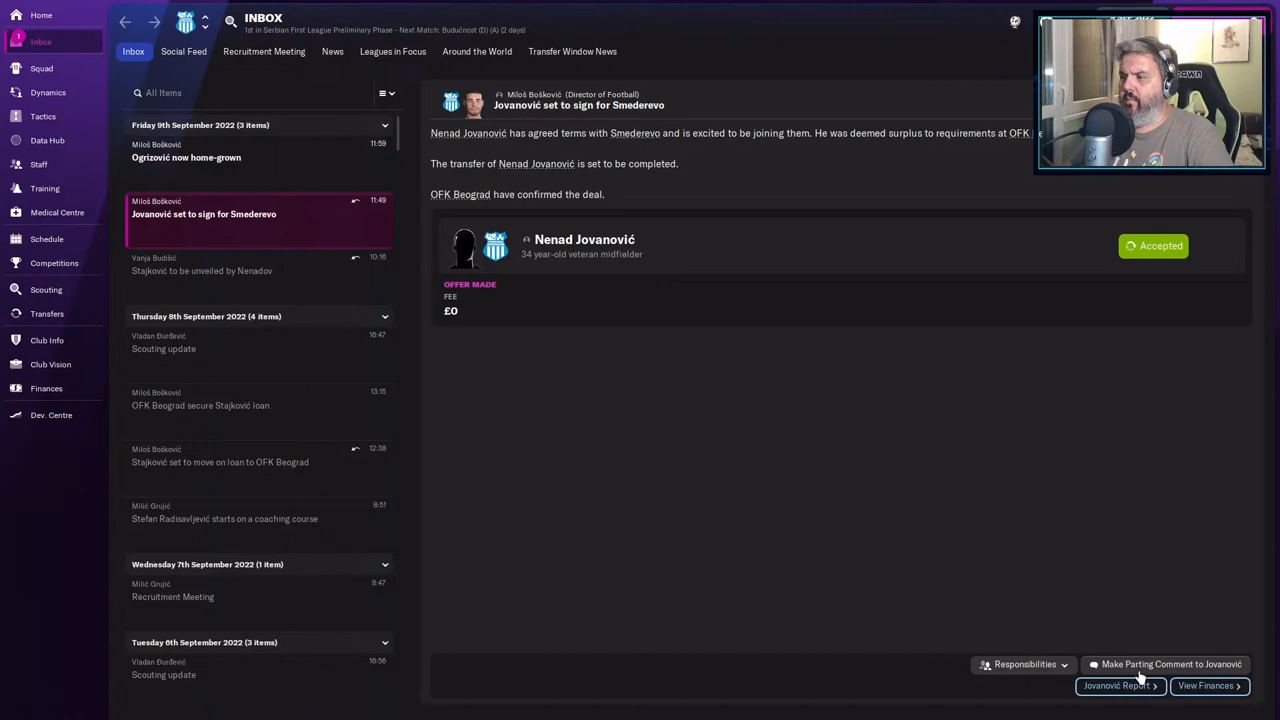 Home
1
Inbox
Squad
Dynamics
Tactics
Data Hub
Staff
Training
Medical Centre
Schedule
Competitions
Scouting
Transfers
Club Info
Club Vision
Finances
Dev. Centre
INBOX
1st in Serbian First League Preliminary Phase - Next Match: Budućnost (D) (A) (2 days)
Inbox
Social Feed
Recruitment Meeting
News
Leagues in Focus
Around the World
Transfer Window News
All Items
Friday 9th September 2022 (3 items)
Miloš Bošković 11:59
Ogrizović now home-grown
Miloš Bošković 11:49
Jovanović set to sign for Smederevo
Vanja Budišić 10:16
Stajković to be unveiled by Nenadov
Thursday 8th September 2022 (4 items)
Vladan Đurđević 16:47
Scouting update
Miloš Bošković 13:15
OFK Beograd secure Stajković loan
Miloš Bošković 12:38
Stajković set to move on loan to OFK Beograd
Milić Grujić 8:51
Stefan Radisavljević starts on a coaching course
Wednesday 7th September 2022 (1 item)
Milić Grujić 8:47
Recruitment Meeting
Tuesday 6th September 2022 (3 items)
Vladan Đurđević 16:56
Scouting update
Miloš Bošković (Director of Football)
Jovanović set to sign for Smederevo
Nenad Jovanović has agreed terms with Smederevo and is excited to be joining them. He was deemed surplus to requirements at OFK
The transfer of Nenad Jovanović is set to be completed.
OFK Beograd have confirmed the deal.
Nenad Jovanović
34 year-old veteran midfielder
Accepted
OFFER MADE
FEE
£0
Responsibilities
Make Parting Comment to Jovanović
Jovanović Report
View Finances